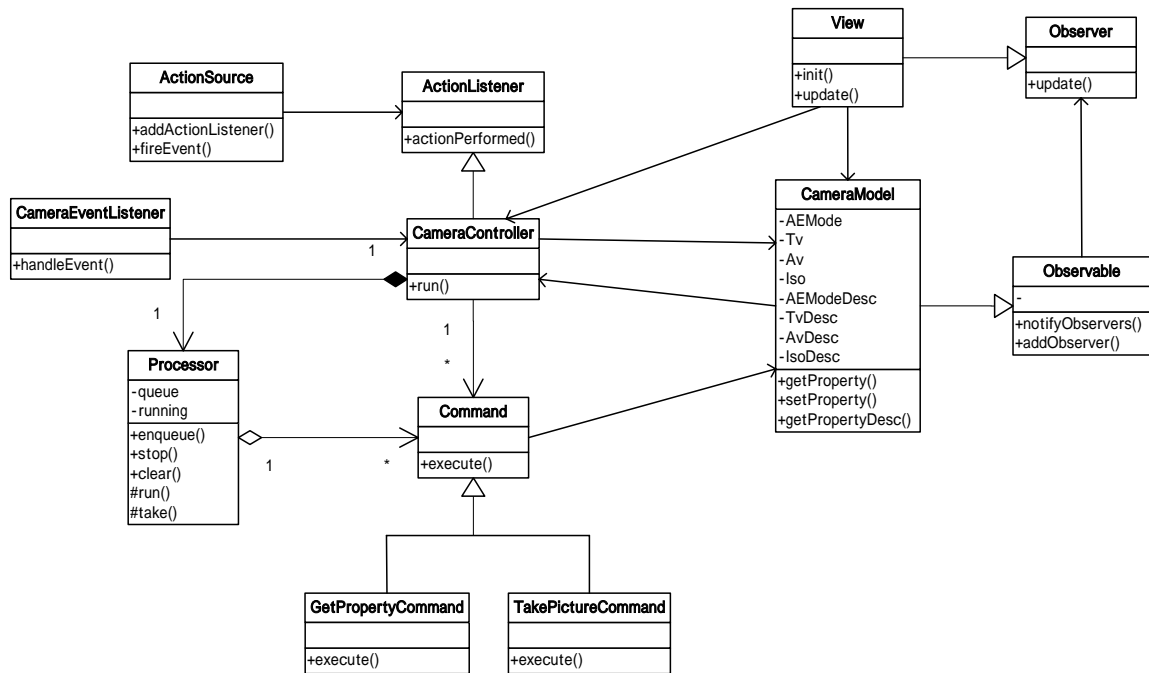 View
+init()
+update()
Observer
+update()
ActionSource
+addActionListener()
+fireEvent()
ActionListener
+actionPerformed()
CameraEventListener
+handleEvent()
CameraController
+run()
CameraModel
-AEMode
-Tv
-Av
-Iso
-AEModeDesc
-TvDesc
-AvDesc
-IsoDesc
+getProperty()
+setProperty()
+getPropertyDesc()
Observable
-
+notifyObservers()
+addObserver()
1
1
1
*
Processor
-queue
-running
+enqueue()
+stop()
+clear()
#run()
#take()
1
*
Command
+execute()
GetPropertyCommand
+execute()
TakePictureCommand
+execute()